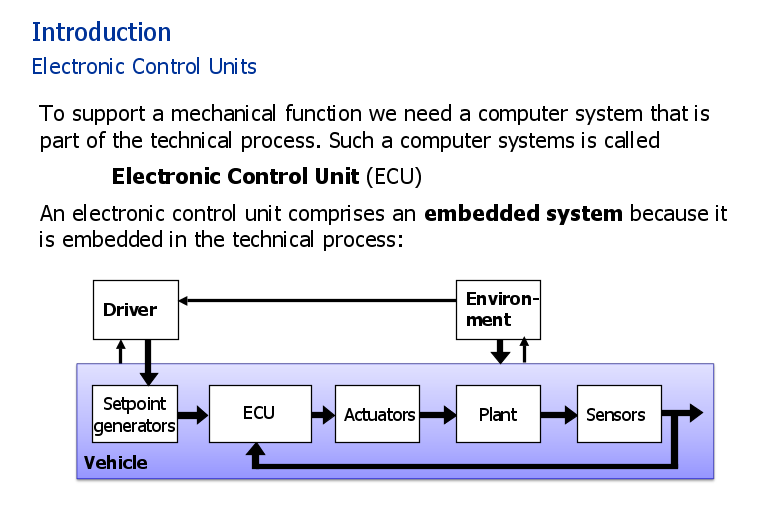 Introduction
Electronic Control Units
To support a mechanical function we need a computer system that is
part of the technical process. Such a computer systems is called
Electronic Control Unit (ECU)
An electronic control unit comprises an embedded system because it
is embedded in the technical process:
Driver
Environ-
ment
Setpoint
generators
ECU
Actuators
Plant
Sensors
Vehicle